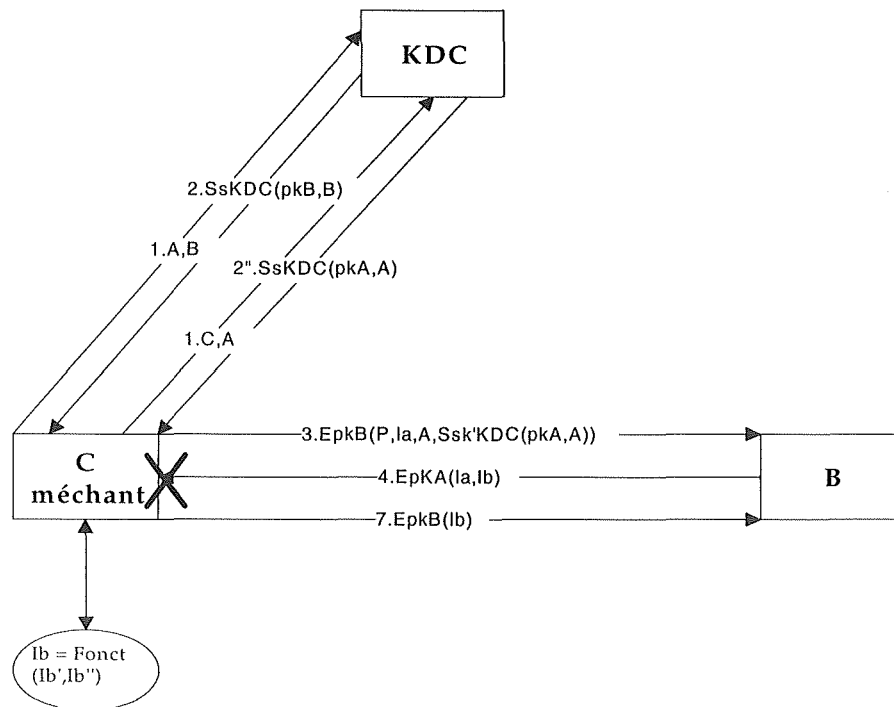 KDC
2.SsKDC(pkB,B)
1.A,B
2".SsKDC(pkA,A)
1.C,A
3.EpkB(P,Ia,A,Ssk'KDC(pkA,A))
C
méchant
4.EpKA(Ia,Ib)
B
7.EpkB(Ib)
Ib = Fonct
(Ib',Ib")